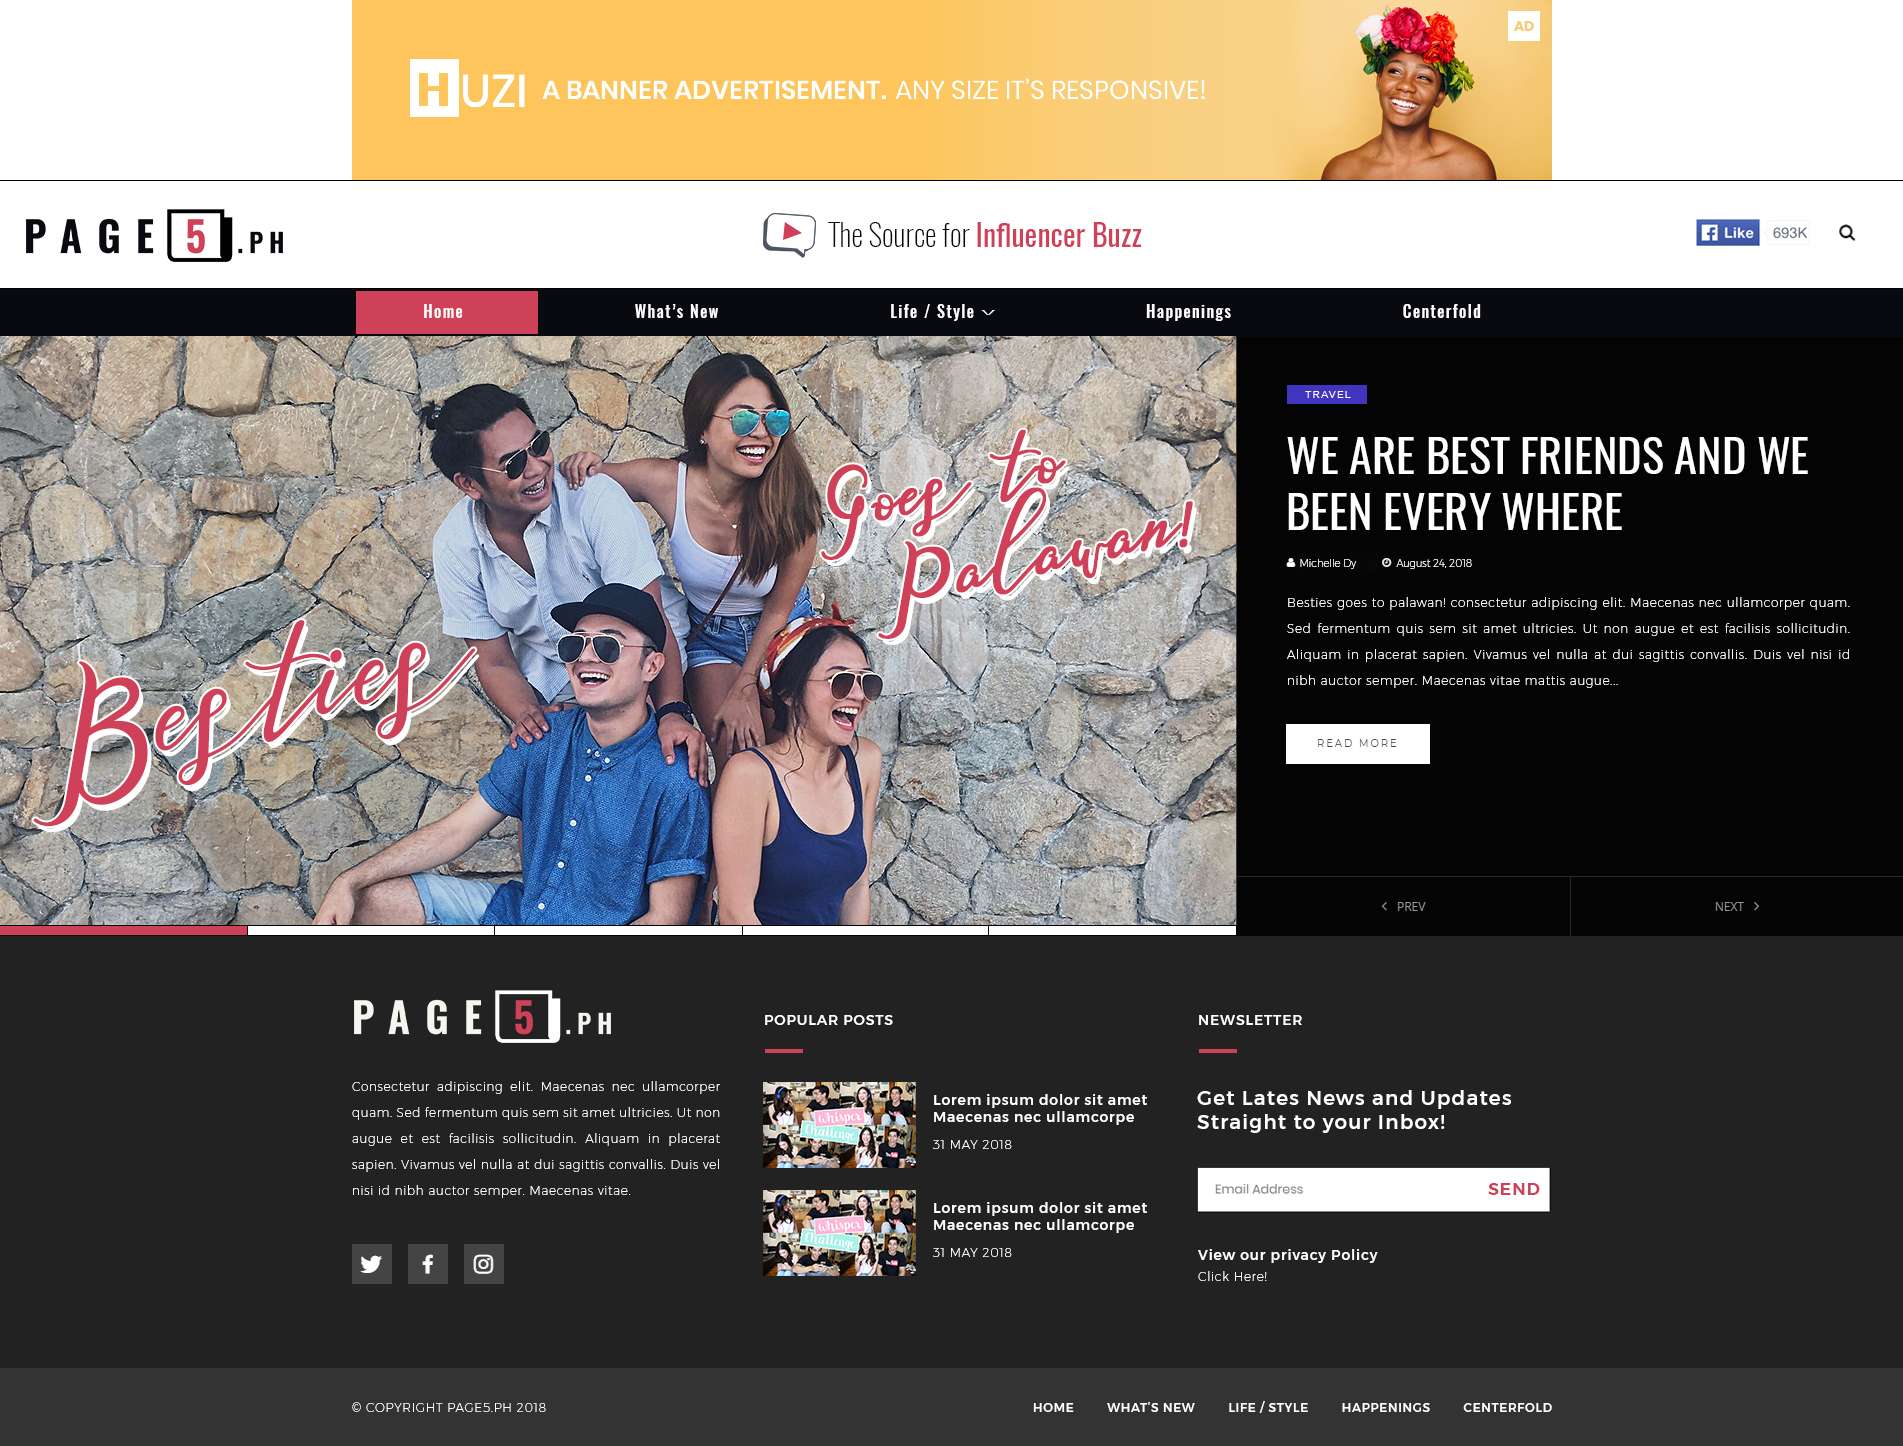 AD
HUZI A BANNER ADVERTISEMENT. ANY SIZE IT'S RESPONSIVE!
PAGE 5 .PH
The Source for Influencer Buzz
Like 693K
Home What's New Life / Style Happenings Centerfold
Besties
Goes to
Palawan!
TRAVEL
WE ARE BEST FRIENDS AND WE
BEEN EVERY WHERE
Michelle Dy August 24, 2018
Besties goes to palawan! consectetur adipiscing elit. Maecenas nec ullamcorper quam.
Sed fermentum quis sem sit amet ultricies. Ut non augue et est facilisis sollicitudin.
Aliquam in placerat sapien. Vivamus vel nulla at dui sagittis convallis. Duis vel nisi id
nibh auctor semper. Maecenas vitae mattis augue...
READ MORE
PREV NEXT
PAGE 5 .PH
Consectetur adipiscing elit. Maecenas nec ullamcorper
quam. Sed fermentum quis sem sit amet ultricies. Ut non
augue et est facilisis sollicitudin. Aliquam in placerat
sapien. Vivamus vel nulla at dui sagittis convallis. Duis vel
nisi id nibh auctor semper. Maecenas vitae.
POPULAR POSTS
whisper
Challenge
Lorem ipsum dolor sit amet
Maecenas nec ullamcorpe
31 MAY 2018
whisper
Challenge
Lorem ipsum dolor sit amet
Maecenas nec ullamcorpe
31 MAY 2018
NEWSLETTER
Get Lates News and Updates
Straight to your Inbox!
Email Address SEND
View our privacy Policy
Click Here!
© COPYRIGHT PAGE5.PH 2018
HOME WHAT'S NEW LIFE / STYLE HAPPENINGS CENTERFOLD